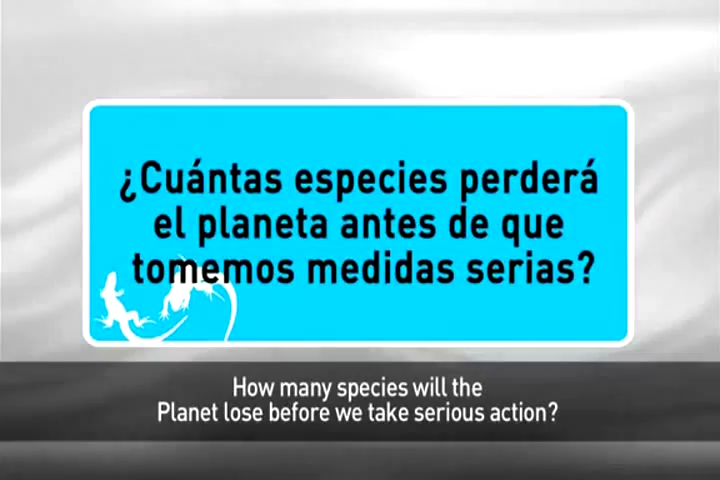 ¿Cuántas especies perderá
el planeta antes de que
tomemos medidas serias?
How many species will the
Planet lose before we take serious action?